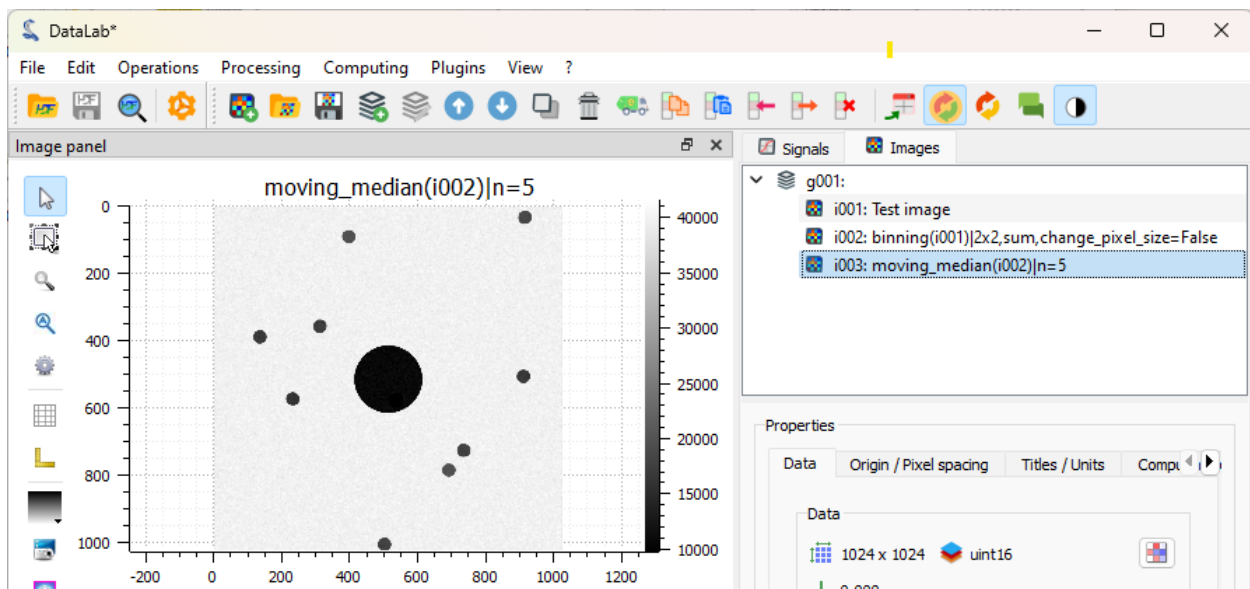 DataLab*
File Edit Operations Processing Computing Plugins View ?
Image panel
Signals Images
moving_median(i002)|n=5
g001:
i001: Test image
i002: binning(i001)|2x2,sum,change_pixel_size=False
i003: moving_median(i002)|n=5
0
200
400
600
800
1000
-200 0 200 400 600 800 1000 1200
40000
35000
30000
25000
20000
15000
10000
Properties
Data Origin / Pixel spacing Titles / Units
Data
1024 x 1024 uint16